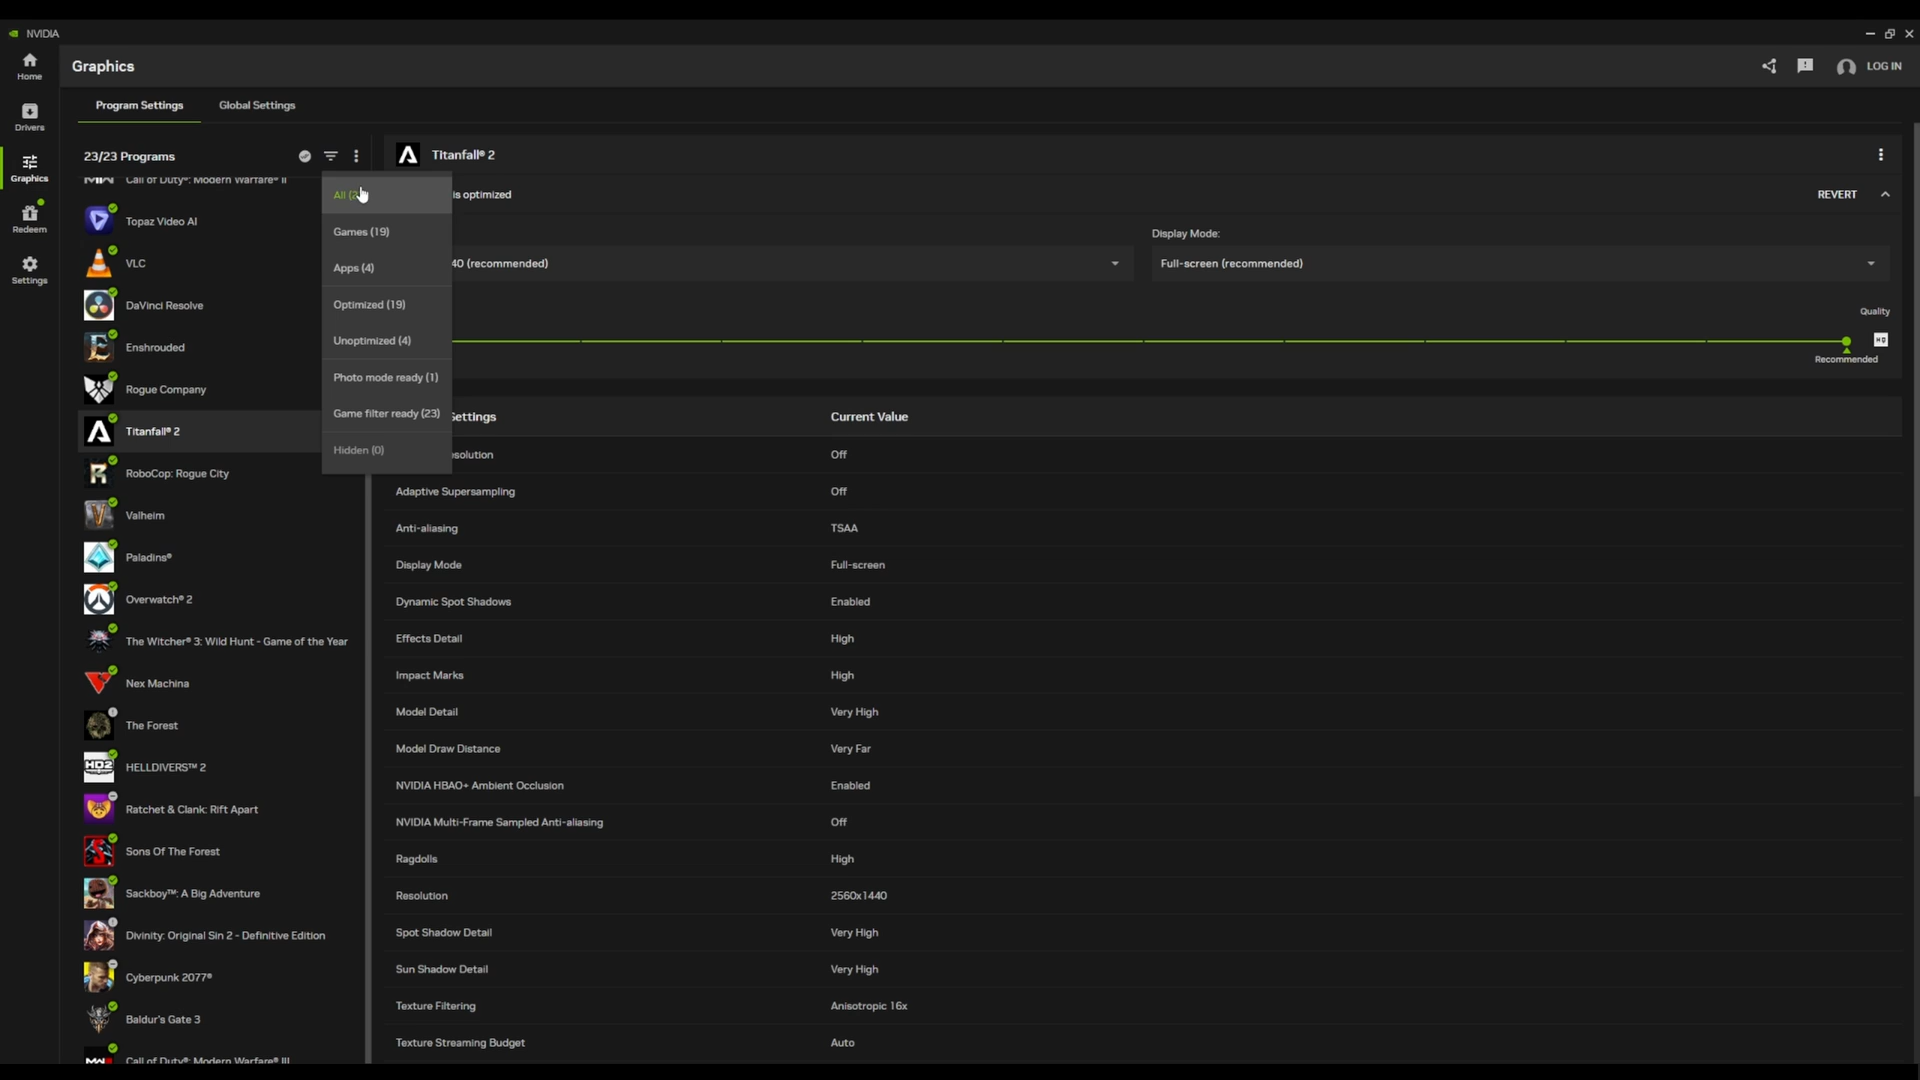 NVIDIA
Home
Graphics
LOG IN
Drivers
Program Settings
Global Settings
Graphics
23/23 Programs
Titanfall® 2
Call of Duty®: Modern Warfare® II
All
is optimized
REVERT
Redeem
Topaz Video AI
Games (19)
Display Mode:
VLC
Apps (4)
40 (recommended)
Full-screen (recommended)
Settings
DaVinci Resolve
Optimized (19)
Quality
Enshrouded
Unoptimized (4)
HQ
Recommended
Rogue Company
Photo mode ready (1)
Game filter ready (23)
Settings
Current Value
Titanfall® 2
Hidden (0)
solution
Off
RoboCop: Rogue City
Adaptive Supersampling
Off
Valheim
Anti-aliasing
TSAA
Paladins®
Display Mode
Full-screen
Overwatch® 2
Dynamic Spot Shadows
Enabled
The Witcher® 3: Wild Hunt - Game of the Year
Effects Detail
High
Nex Machina
Impact Marks
High
The Forest
Model Detail
Very High
HD2
HELLDIVERS™ 2
Model Draw Distance
Very Far
Ratchet & Clank: Rift Apart
NVIDIA HBAO+ Ambient Occlusion
Enabled
NVIDIA Multi-Frame Sampled Anti-aliasing
Off
Sons Of The Forest
Ragdolls
High
Sackboy™: A Big Adventure
Resolution
2560x1440
Divinity: Original Sin 2 - Definitive Edition
Spot Shadow Detail
Very High
Cyberpunk 2077®
Sun Shadow Detail
Very High
Baldur's Gate 3
Texture Filtering
Anisotropic 16x
Call of Duty®: Modern Warfare® III
Texture Streaming Budget
Auto